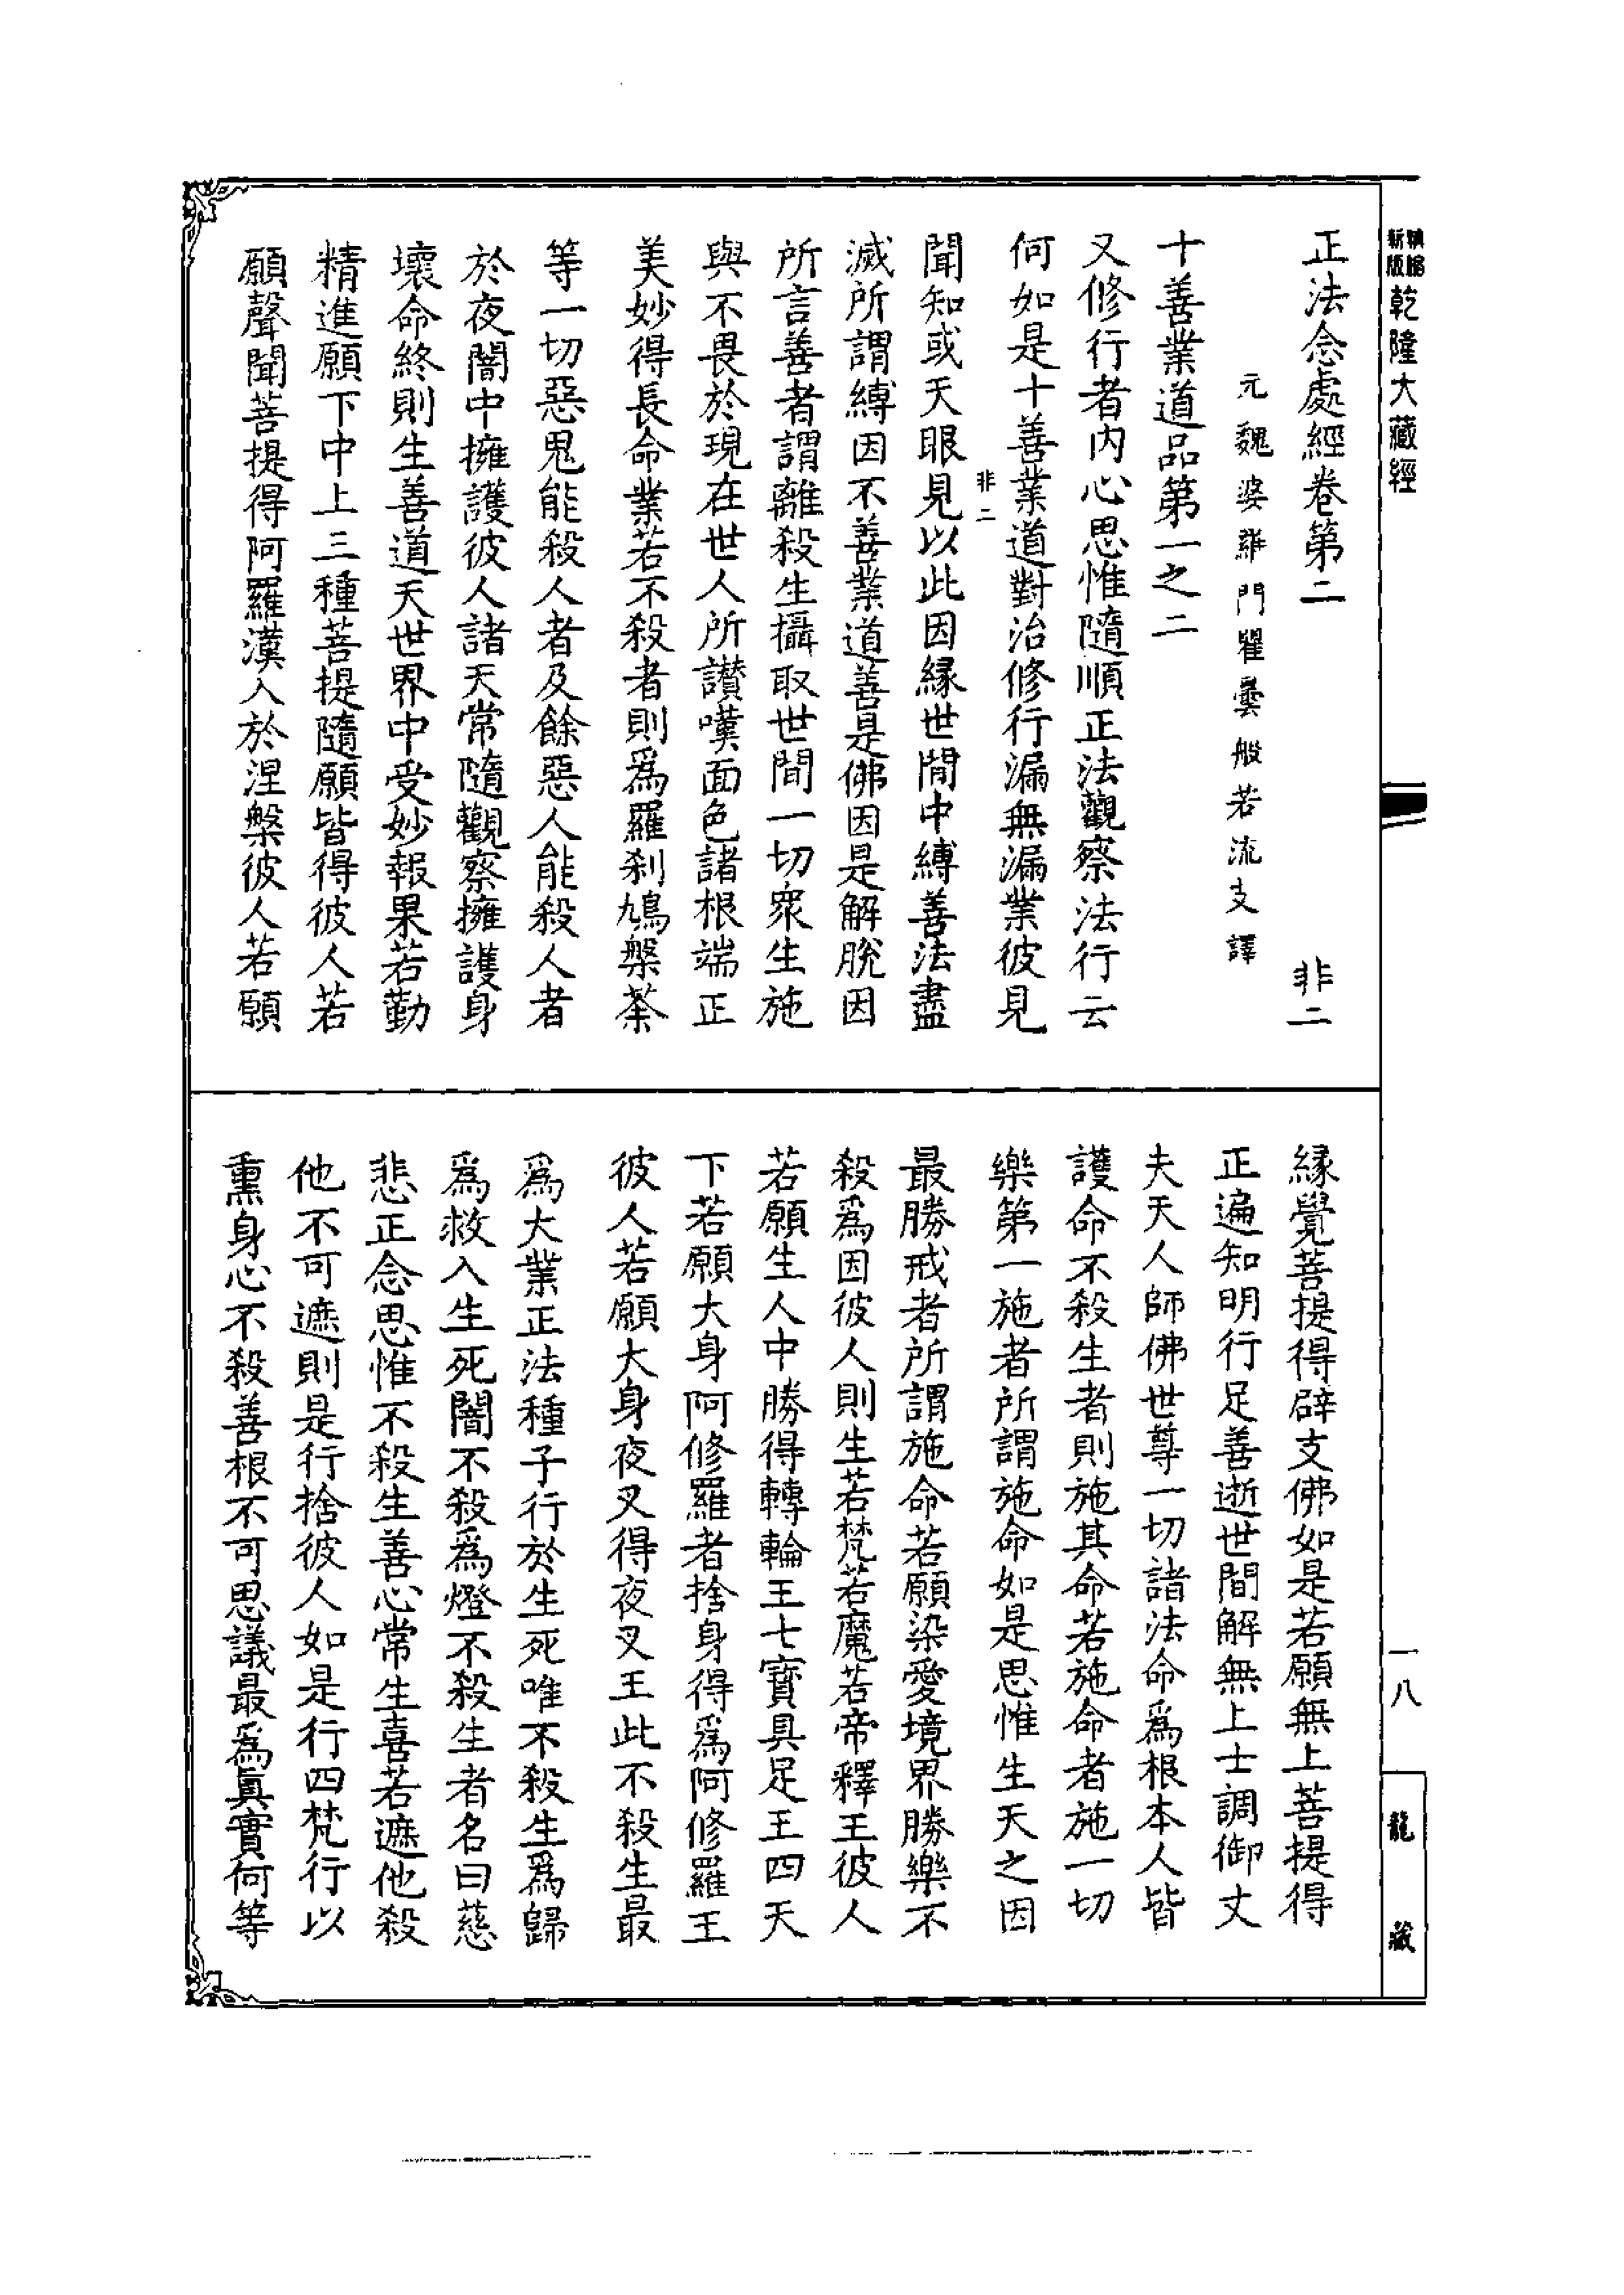 新版縮乾隆大藏經
正法念處經卷第二 非二
元魏婆羅門瞿曇般若流支譯
十善業道品第一之二
又修行者內心思惟隨順正法觀察法行云
何如是十善業道對治修行漏無漏業彼見
非二
聞知或天眼見以此因緣世間中縛善法盡
滅所謂縛因不善業道善是佛因是解脫因
所言善者謂離殺生攝取世間一切眾生施
與不畏於現在世人所讚嘆面色諸根端正
美妙得長命業若不殺者則為羅剎鳩槃荼
等一切惡鬼能殺人者及餘惡人能殺人者
於夜闇中擁護彼人諸天常隨觀察擁護身
壞命終則生善道天世界中受妙報果若勤
精進願下中上三種菩提隨願皆得彼人若
願聲聞菩提得阿羅漢入於涅槃彼人若願
緣覺菩提得辟支佛如是若願無上菩提得
正遍知明行足善逝世間解無上士調御丈
夫天人師佛世尊一切諸法命為根本人皆
護命不殺生者則施其命若施命者施一切
樂第一施者所謂施命如是思惟生天之因
最勝戒者所謂施命若願染愛境界勝樂不
殺為因彼人則生若梵若魔若帝釋王彼人
若願生人中勝得轉輪王七寶具足王四天
下若願大身阿修羅者捨身得為阿修羅王
彼人若願大身夜叉得夜叉王此不殺生最
為大業正法種子行於生死唯不殺生為歸
為救入生死闇不殺為燈不殺生者名曰慈
悲正念思惟不殺生善心常生喜若遮他殺
他不可遮則是行捨彼人如是行四梵行以
熏身心不殺善根不可思議最為真實何等
一八
龍藏